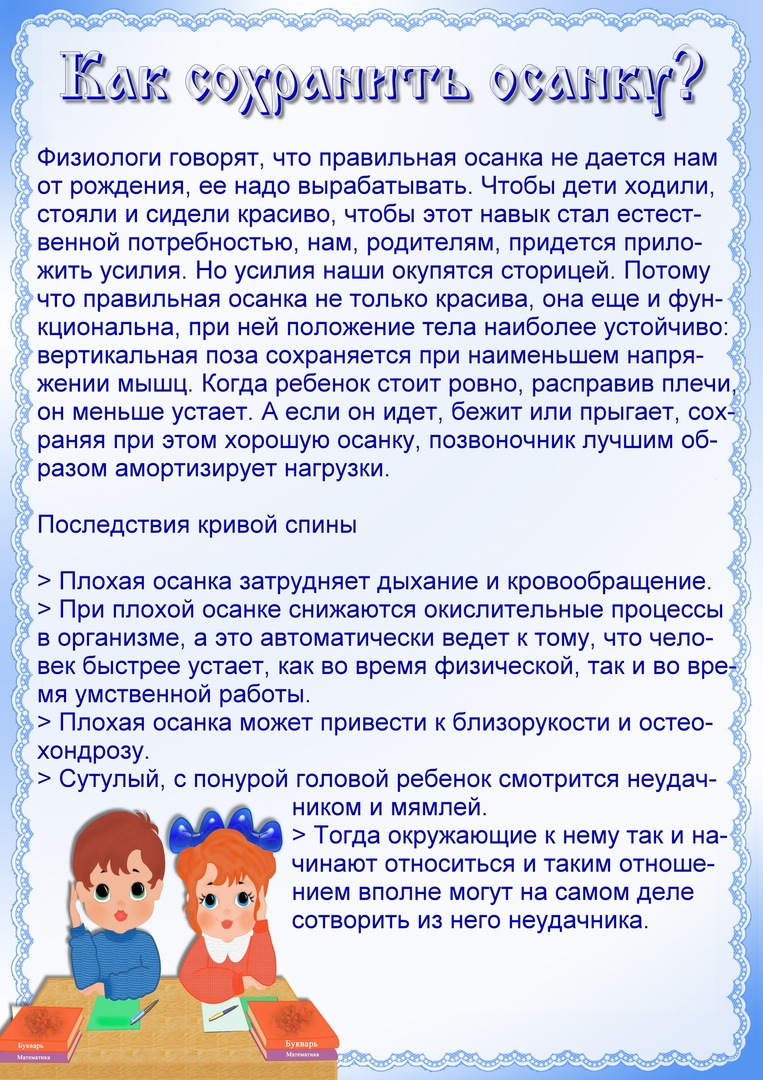 Как сохранить осанку?
Физиологи говорят, что правильная осанка не дается нам
от рождения, ее надо вырабатывать. Чтобы дети ходили,
стояли и сидели красиво, чтобы этот навык стал естест-
венной потребностью, нам, родителям, придется прило-
жить усилия. Но усилия наши окупятся сторицей. Потому
что правильная осанка не только красива, она еще и фун-
кциональна, при ней положение тела наиболее устойчиво:
вертикальная поза сохраняется при наименьшем напря-
жении мышц. Когда ребенок стоит ровно, расправив плечи,
он меньше устает. А если он идет, бежит или прыгает, сох-
раняя при этом хорошую осанку, позвоночник лучшим об-
разом амортизирует нагрузки.
Последствия кривой спины
> Плохая осанка затрудняет дыхание и кровообращение.
> При плохой осанке снижаются окислительные процессы
в организме, а это автоматически ведет к тому, что чело-
век быстрее устает, как во время физической, так и во вре-
мя умственной работы.
> Плохая осанка может привести к близорукости и остео-
хондрозу.
> Сутулый, с понурой головой ребенок смотрится неудач-
ником и мямлей.
> Тогда окружающие к нему так и на-
чинают относиться и таким отноше-
нием вполне могут на самом деле
сотворить из него неудачника.
Букварь
Математика
Букварь
Математика